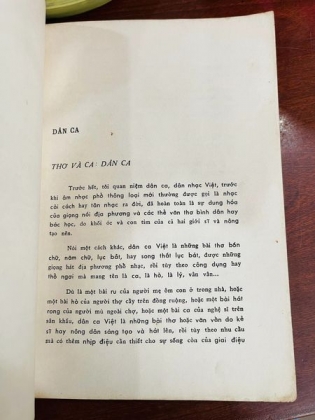 DÂN CA
THƠ VÀ CA: DÂN CA
Trước hết, tôi quan niệm dân ca, dân nhạc Việt, trước
khi âm nhạc phổ thông loại mới thường được gọi là nhạc
cải cách hay tân nhạc ra đời, đã hoàn toàn là sự dung hóa
của giọng nói địa phương và các thể văn thơ bình dân hay
bác học, do khối óc và con tim của cả hai giới sĩ và nông
tạo nên.
Nói một cách khác, dân ca Việt là những bài thơ bốn
chữ, năm chữ, lục bát, hay song thất lục bát, được những
giọng hát địa phương phổ nhạc, rồi tùy theo công dụng hay
thể ngơi mà mang tên là ca, là hò, là lý, vân vân...
Dù là một bài ru của người mẹ ôm con ở trong nhà, hoặc
một bài hò của người thợ cầy trên đồng ruộng, hoặc một bài hát
rong của người mù ngoài chợ, hoặc một bài ca của nghệ sĩ trên
sân khấu, dân ca Việt là những bài thơ hoặc văn vần do kẻ
sĩ hay nông dân sáng tạo và hát lên, rồi tùy theo nhu cầu
mà có thêm nhịp điệu cần thiết cho sự sống còn của giai điệu